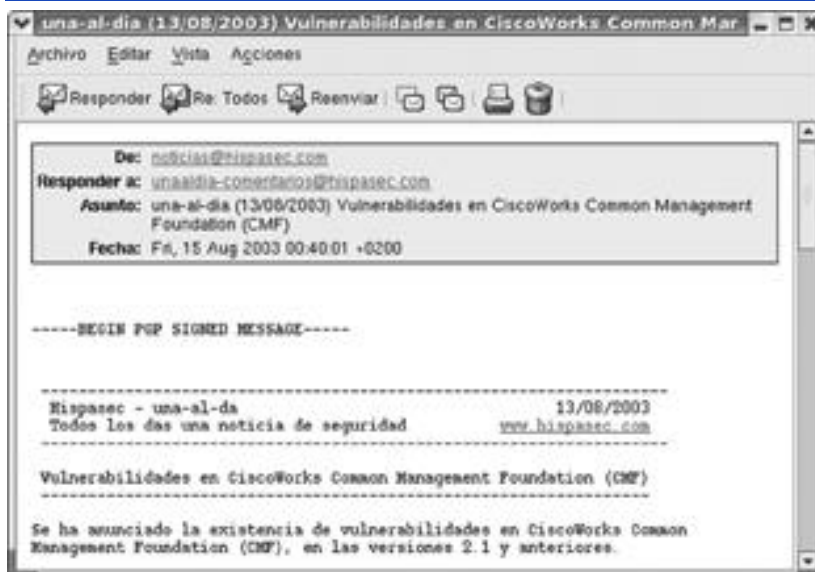 una-al-dia (13/08/2003) Vulnerabilidades en CiscoWorks Common Mar
Archivo Editar Vista Acciones
Responder Re: Todos Reenviar
De: noticias@hispasec.com
Responder a: unaaldia-comentarios@hispasec.com
Asunto: una-al-dia (13/08/2003) Vulnerabilidades en CiscoWorks Common Management
Foundation (CMF)
Fecha: Fri, 15 Aug 2003 00:40:01 +0200
-----BEGIN PGP SIGNED MESSAGE-----
Hispasec - una-al-da 13/08/2003
Todos los das una noticia de seguridad www.hispasec.com
Vulnerabilidades en CiscoWorks Common Management Foundation (CMF)
Se ha anunciado la existencia de vulnerabilidades en CiscoWorks Common
Management Foundation (CMF), en las versiones 2.1 y anteriores.